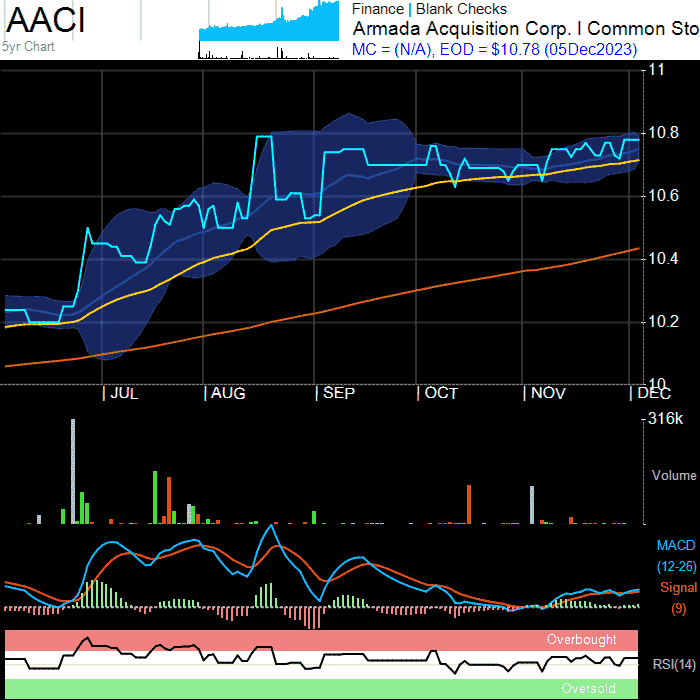 AACI
5yr Chart
Finance | Blank Checks
Armada Acquisition Corp. I Common Sto
MC = (N/A), EOD = $10.78 (05Dec2023)
11
10.8
10.6
10.4
10.2
10
| JUL | AUG | SEP | OCT | NOV | DEC
316k
Volume
MACD
(12-26)
Signal
(9)
Overbought
RSI(14)
Oversold